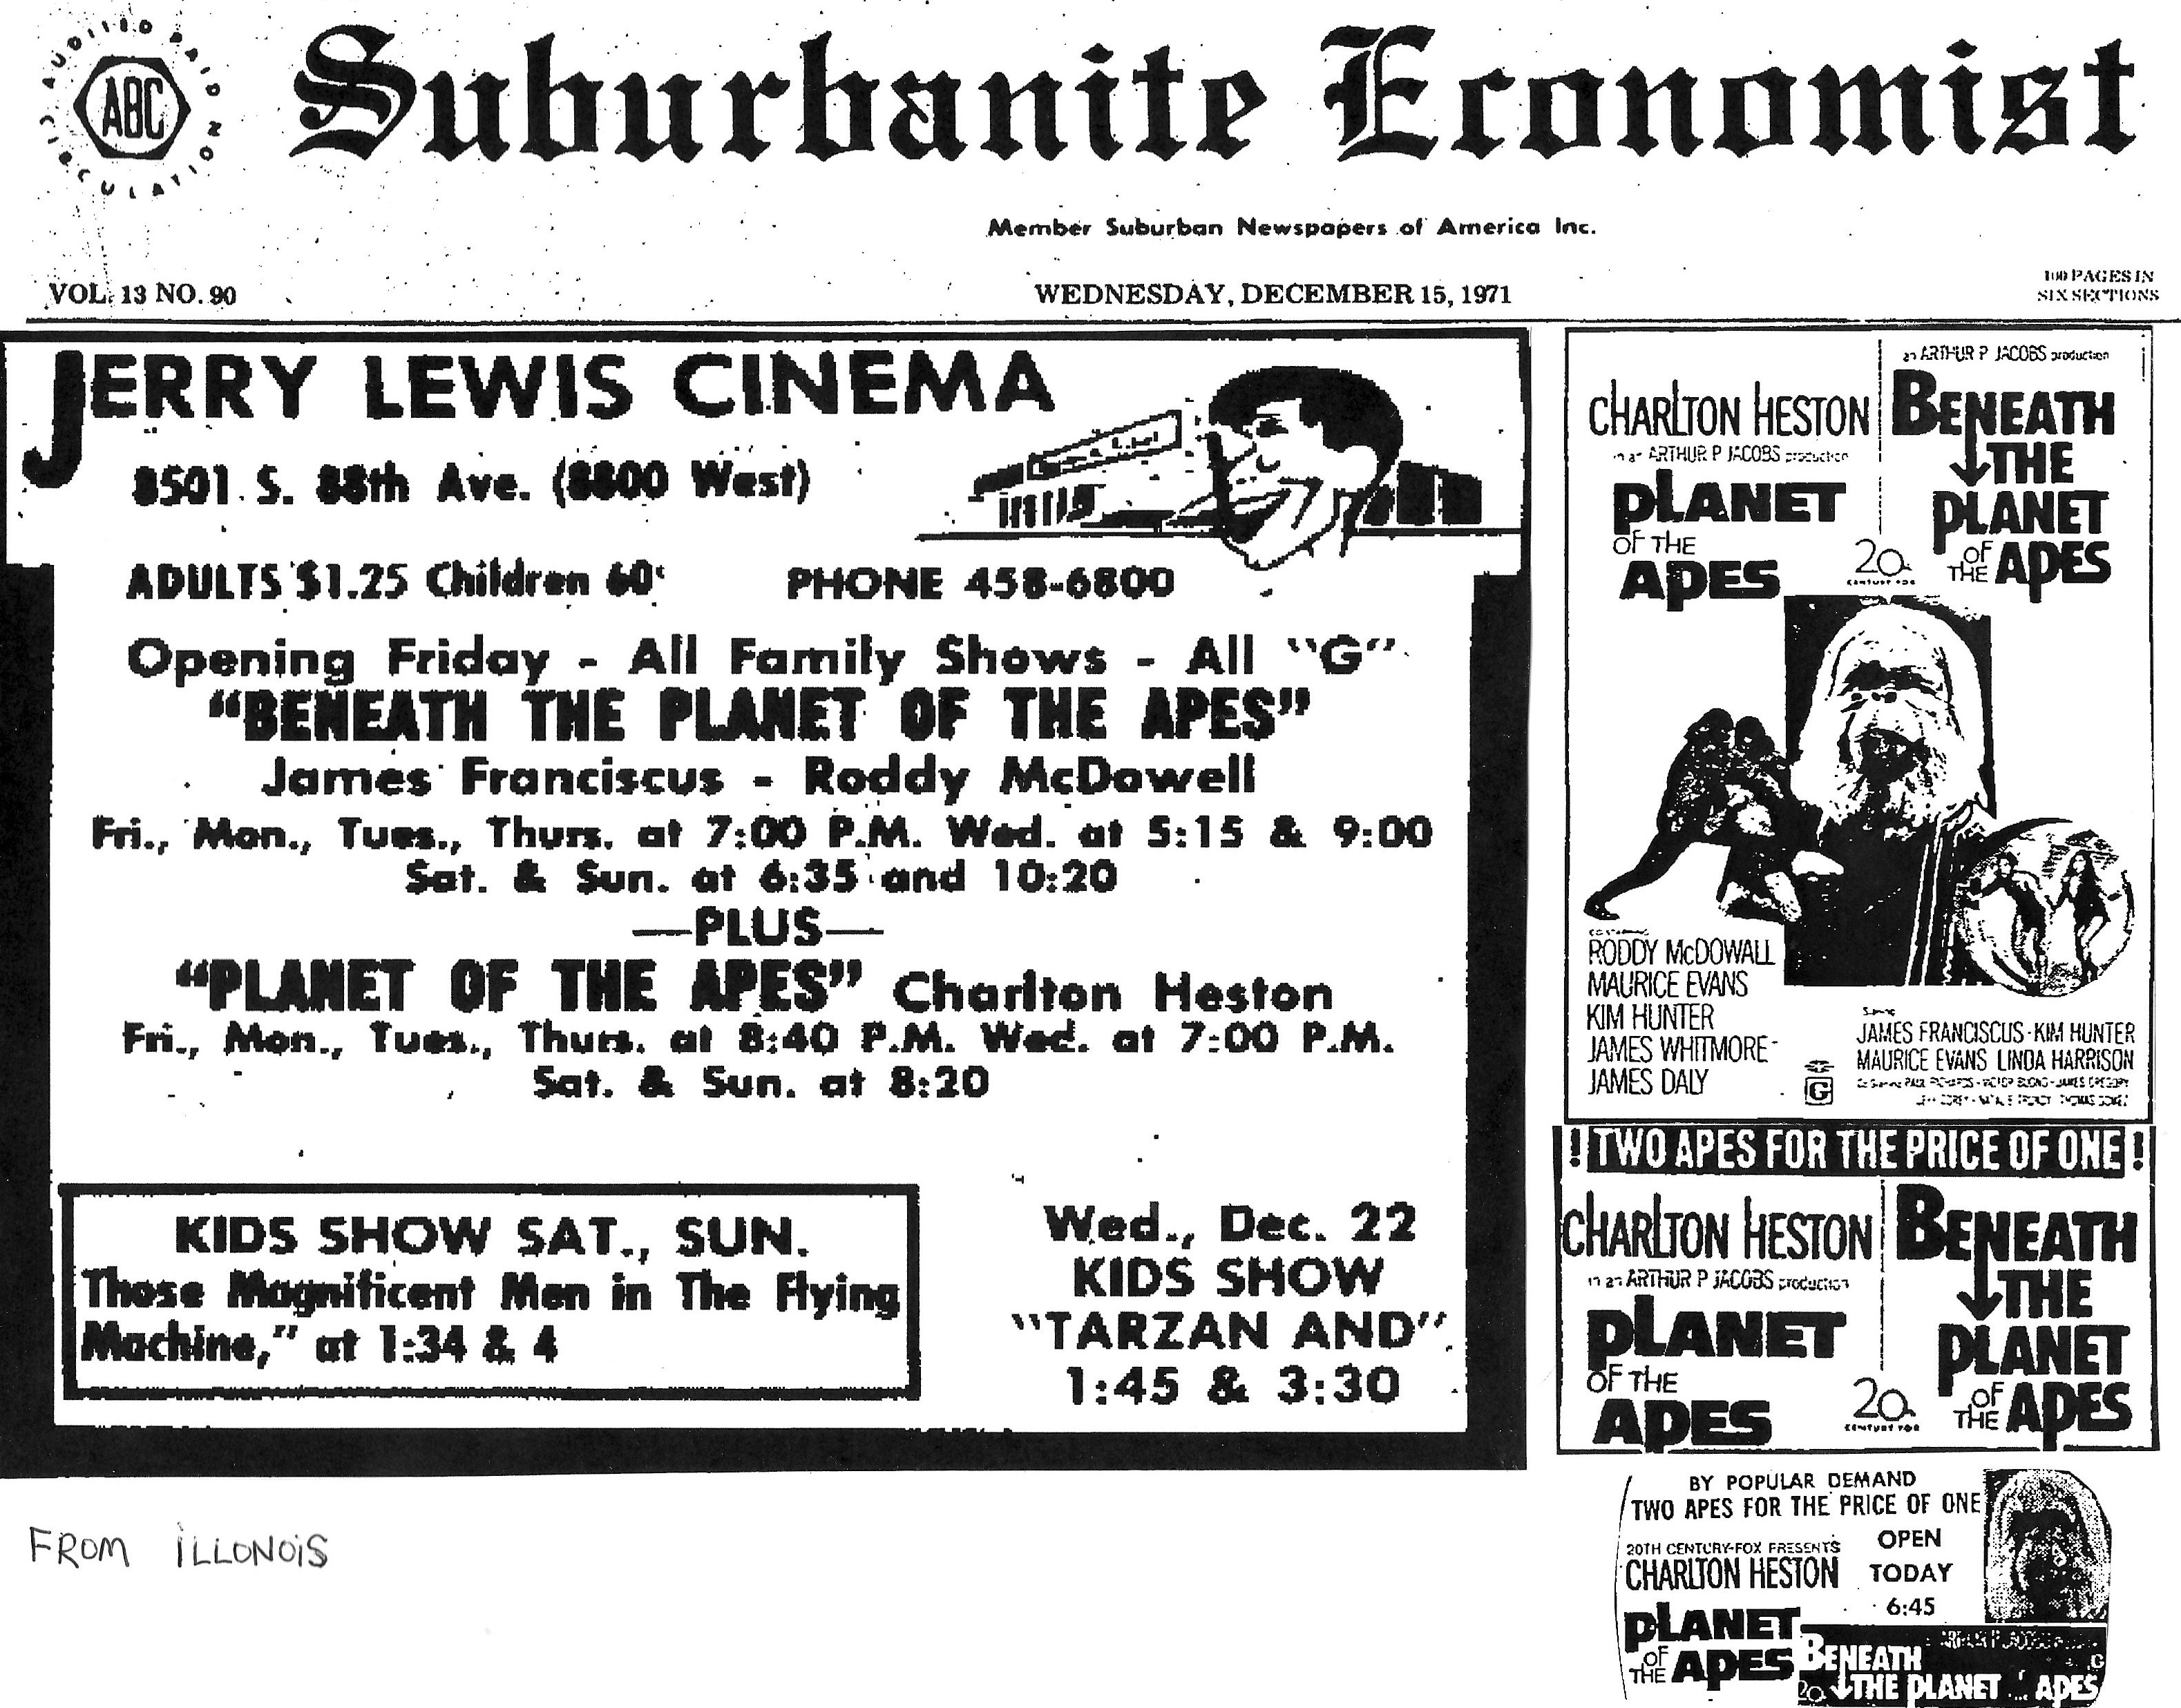 AUDITED PAID CIRCULATION
ABC
Suburbanite Economist
Member Suburban Newspapers of America Inc.
VOL. 13 NO. 90
WEDNESDAY, DECEMBER 15, 1971
100 PAGES IN
SIX SECTIONS
JERRY LEWIS CINEMA
8501 S. 88th Ave. (8800 West)
ADULTS $1.25 Children 60¢ PHONE 458-6800
Opening Friday - All Family Shows - All "G"
"BENEATH THE PLANET OF THE APES"
James Franciscus - Roddy McDowell
Fri., Mon., Tues., Thurs. at 7:00 P.M. Wed. at 5:15 & 9:00
Sat. & Sun. at 6:35 and 10:20
—PLUS—
"PLANET OF THE APES" Charlton Heston
Fri., Mon., Tues., Thurs. at 8:40 P.M. Wed. at 7:00 P.M.
Sat. & Sun. at 8:20
KIDS SHOW SAT., SUN.
Those Magnificent Men in The Flying
Machine," at 1:34 & 4
Wed., Dec. 22
KIDS SHOW
"TARZAN AND"
1:45 & 3:30
FROM ILLONOIS
CHARLTON HESTON
in an ARTHUR P JACOBS production
PLANET
OF THE
APES
an ARTHUR P JACOBS production
BENEATH
THE
PLANET
OF THE APES
20th
CENTURY FOX
RODDY McDOWALL
MAURICE EVANS
KIM HUNTER
JAMES WHITMORE
JAMES DALY
G
JAMES FRANCISCUS · KIM HUNTER
MAURICE EVANS LINDA HARRISON
! TWO APES FOR THE PRICE OF ONE !
CHARLTON HESTON
in an ARTHUR P JACOBS production
PLANET
OF THE
APES
BENEATH
THE
PLANET
OF THE APES
20th
CENTURY FOX
BY POPULAR DEMAND
TWO APES FOR THE PRICE OF ONE
20TH CENTURY-FOX PRESENTS
CHARLTON HESTON
PLANET
OF THE APES
OPEN
TODAY
6:45
BENEATH
THE PLANET APES